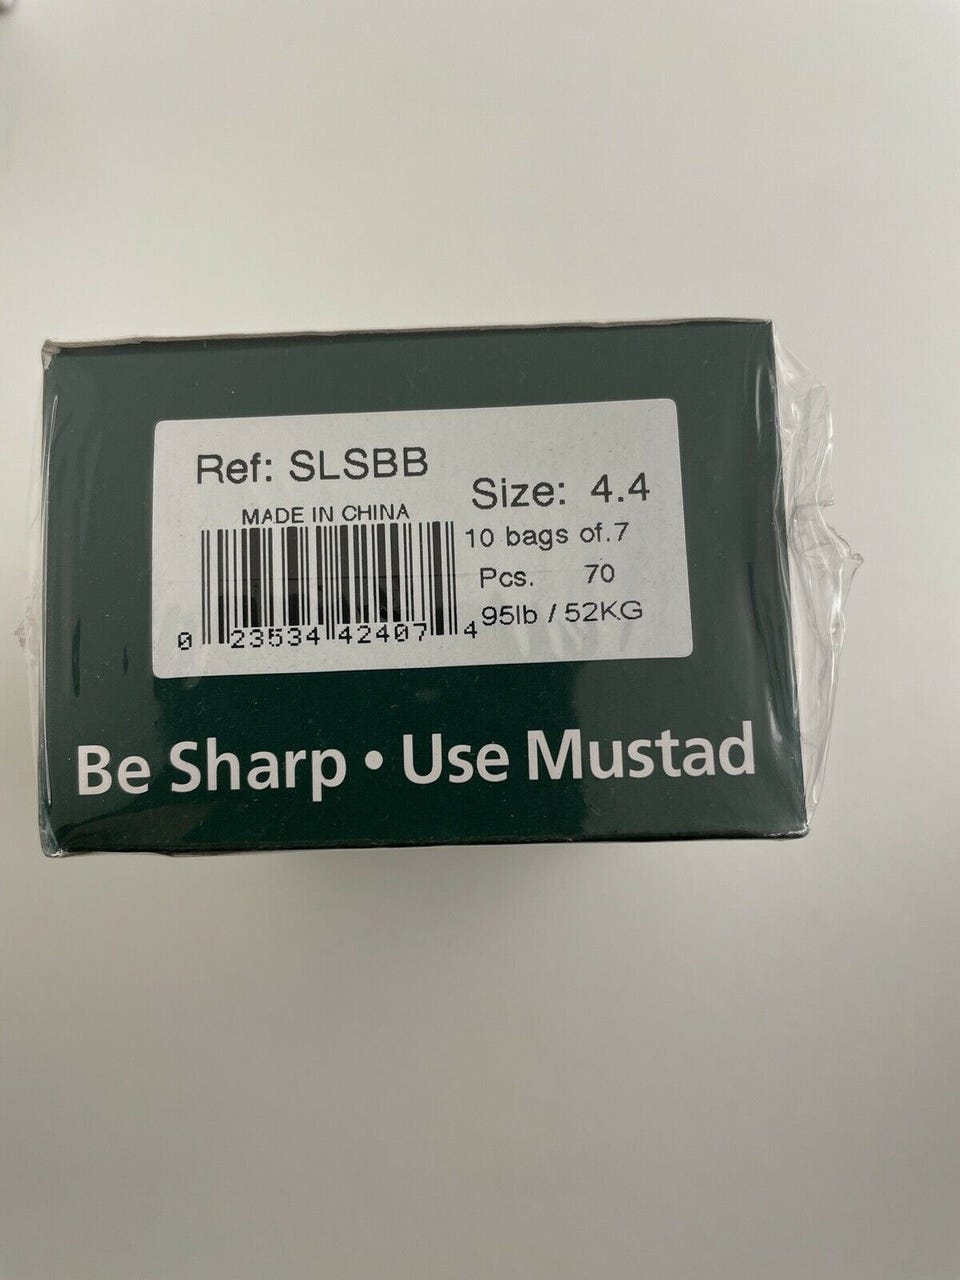 Ref: SLSBB
Size: 4.4
MADE IN CHINA
10 bags of.7
Pcs. 70
95lb / 52KG
0 23534 42407 4
Be Sharp • Use Mustad